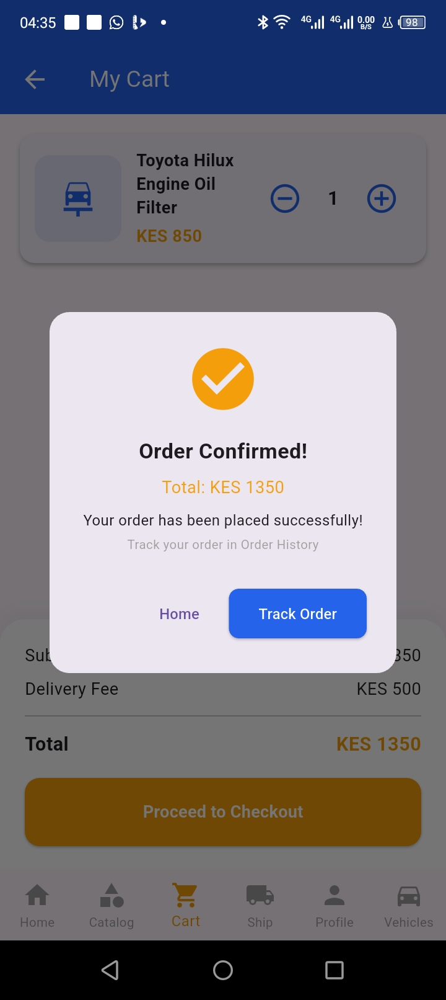 04:35
4G 4G 0.00 B/S 98
My Cart
Toyota Hilux
Engine Oil
Filter
KES 850
1
Order Confirmed!
Total: KES 1350
Your order has been placed successfully!
Track your order in Order History
Home
Track Order
Sub 350
Delivery Fee KES 500
Total KES 1350
Proceed to Checkout
Home Catalog Cart Ship Profile Vehicles